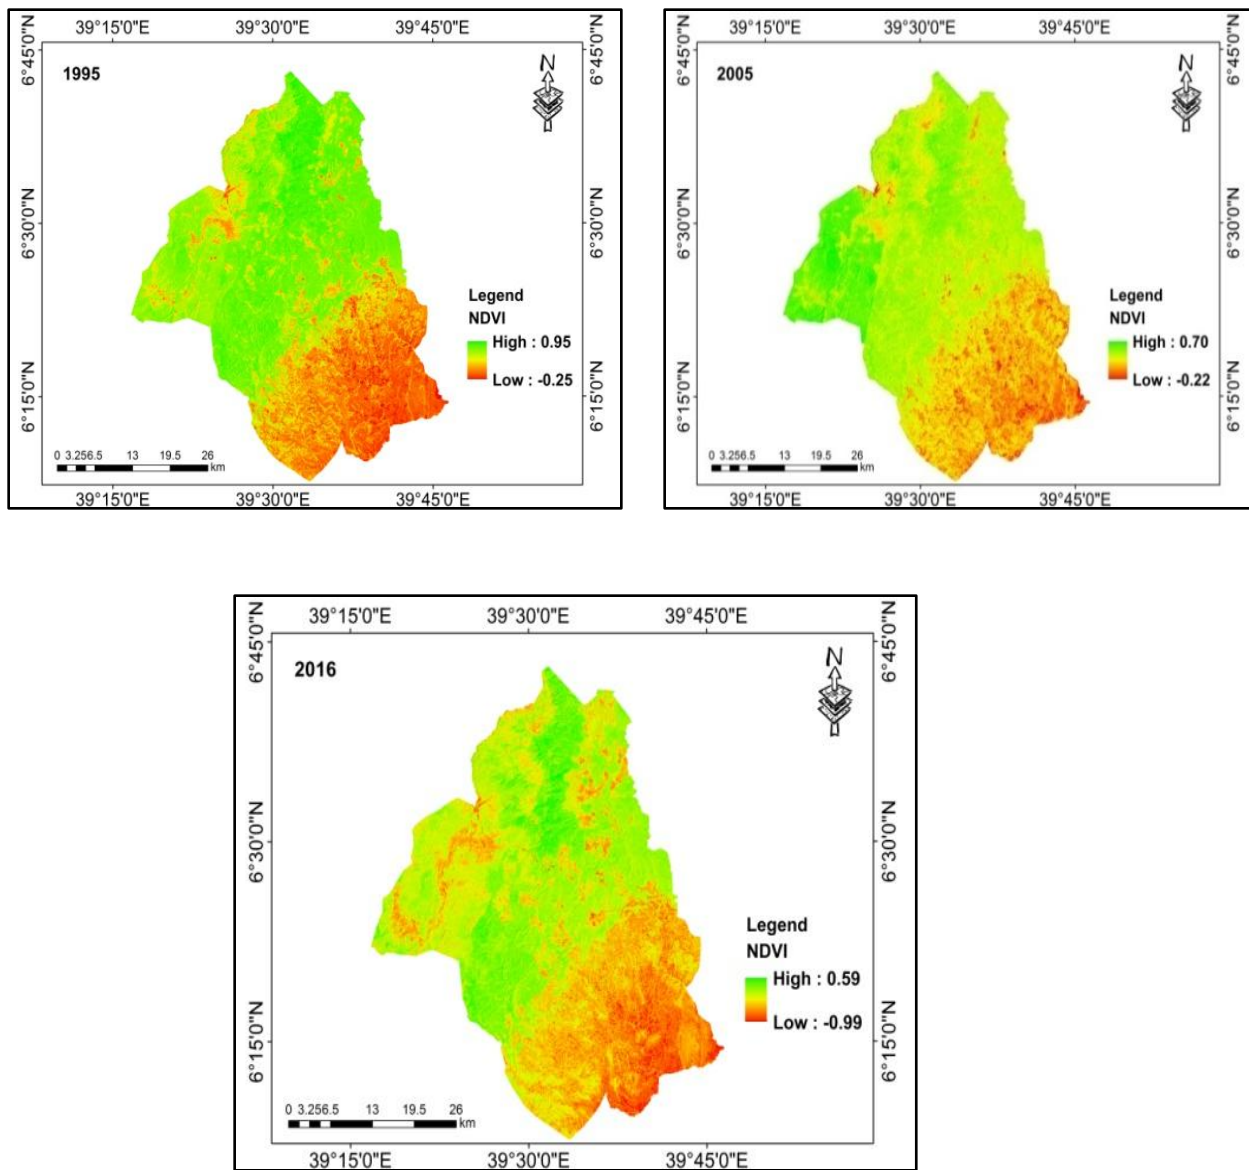 39°15'0"E 39°30'0"E 39°45'0"E
6°45'0"N 6°45'0"N
1995
N
6°30'0"N 6°30'0"N
Legend
NDVI
High : 0.95
Low : -0.25
6°15'0"N 6°15'0"N
0 3.256.5 13 19.5 26
km
39°15'0"E 39°30'0"E 39°45'0"E
39°15'0"E 39°30'0"E 39°45'0"E
6°45'0"N 6°45'0"N
2005
N
6°30'0"N 6°30'0"N
Legend
NDVI
High : 0.70
Low : -0.22
6°15'0"N 6°15'0"N
0 3.256.5 13 19.5 26
km
39°15'0"E 39°30'0"E 39°45'0"E
39°15'0"E 39°30'0"E 39°45'0"E
6°45'0"N 6°45'0"N
2016
N
6°30'0"N 6°30'0"N
Legend
NDVI
High : 0.59
Low : -0.99
6°15'0"N 6°15'0"N
0 3.256.5 13 19.5 26
km
39°15'0"E 39°30'0"E 39°45'0"E